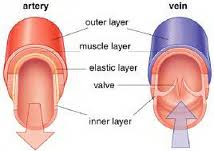 artery vein
outer layer
muscle layer
elastic layer
valve
inner layer